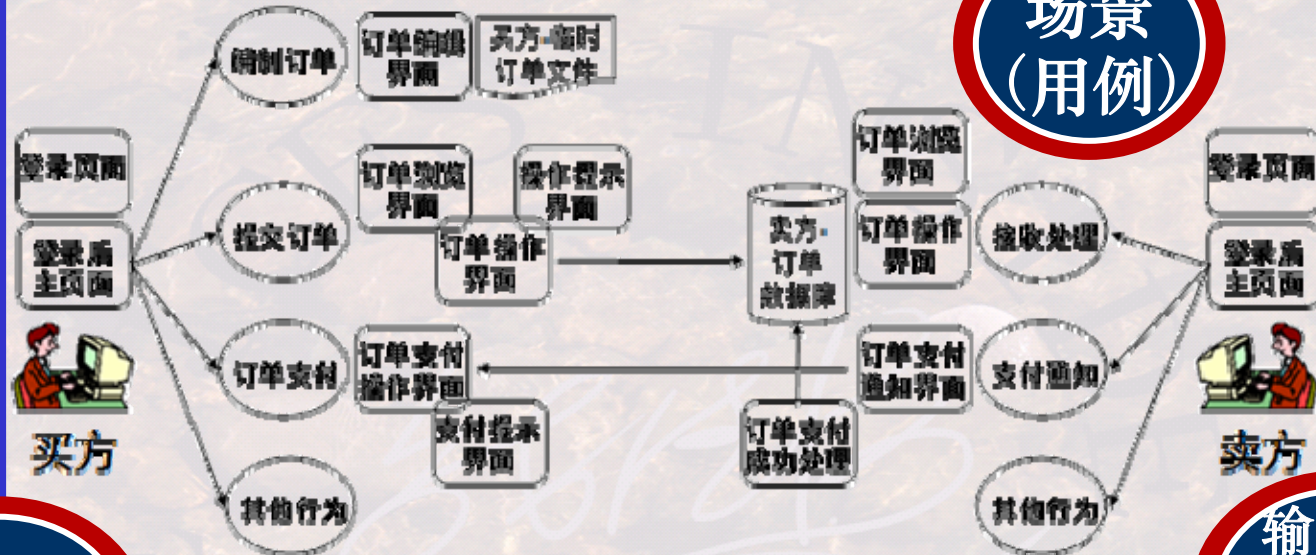 场景
(用例)
编制订单
订单编辑
界面
买方-临时
订单文件
登录页面
登录后
主页面
提交订单
订单浏览
界面
操作提示
界面
订单操作
界面
订单支付
订单支付
操作界面
支付提示
界面
其他行为
买方
卖方-
订单
数据库
订单支付
成功处理
订单浏览
界面
订单操作
界面
接收处理
订单支付
通知界面
支付通知
其他行为
登录页面
登录后
主页面
卖方
输